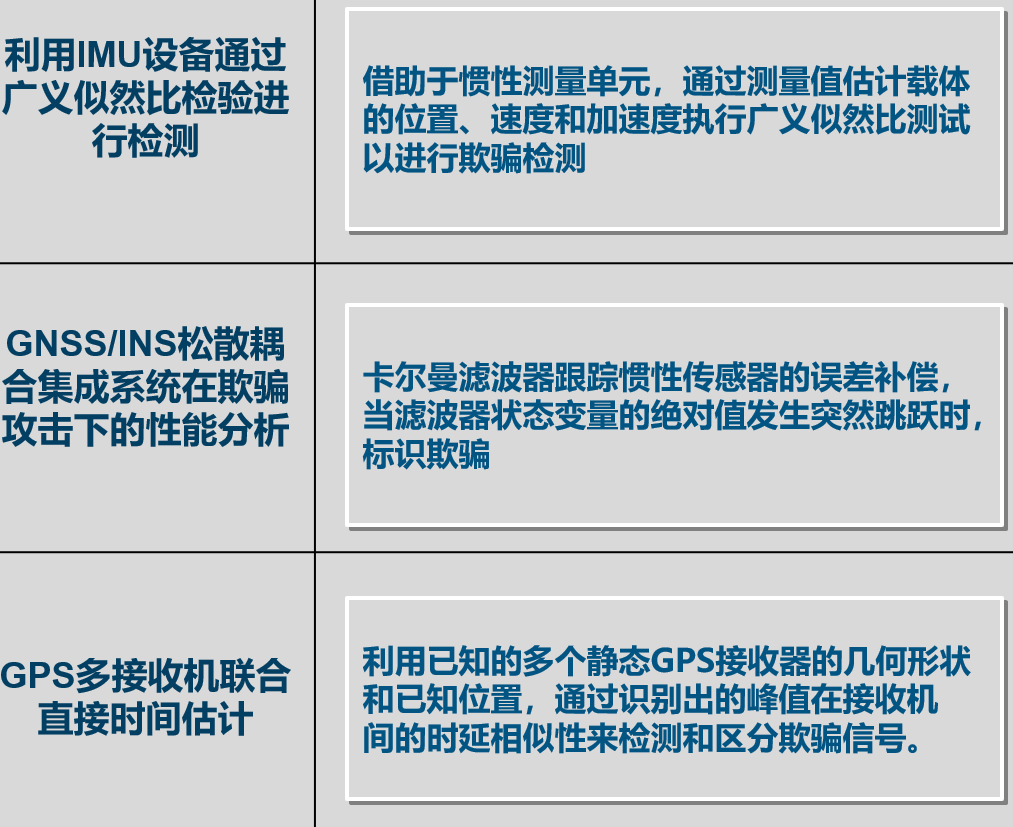 利用IMU设备通过
广义似然比检验进
行检测
借助于惯性测量单元，通过测量值估计载体
的位置、速度和加速度执行广义似然比测试
以进行欺骗检测
GNSS/INS松散耦
合集成系统在欺骗
攻击下的性能分析
卡尔曼滤波器跟踪惯性传感器的误差补偿，
当滤波器状态变量的绝对值发生突然跳跃时，
标识欺骗
GPS多接收机联合
直接时间估计
利用已知的多个静态GPS接收器的几何形状
和已知位置，通过识别出的峰值在接收机
间的时延相似性来检测和区分欺骗信号。